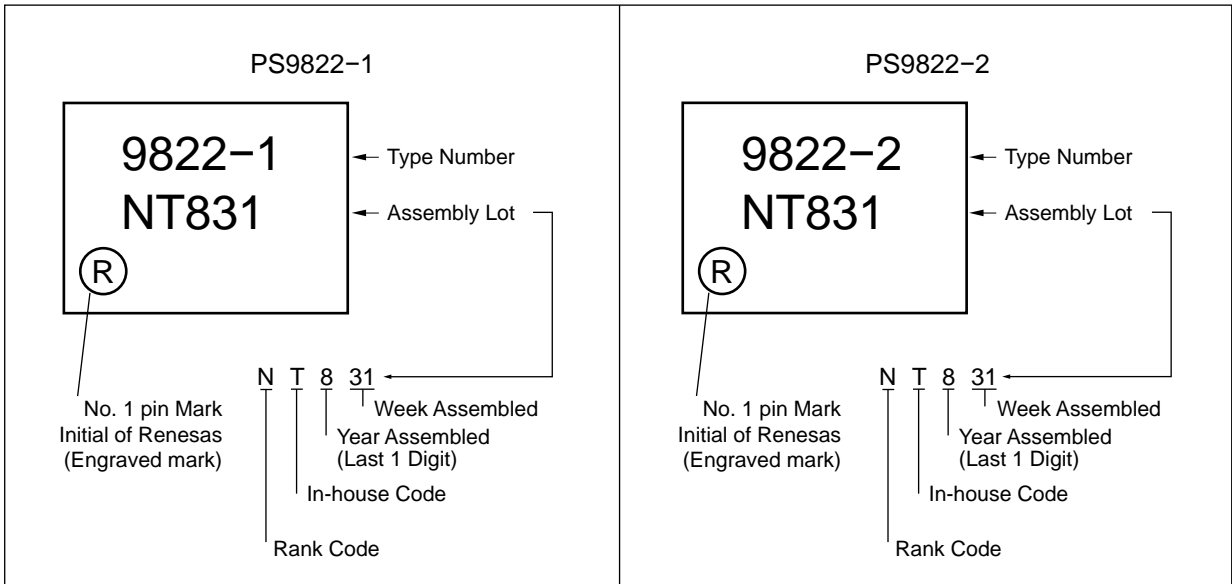 PS9822−1
9822−1
NT831
R
Type Number
Assembly Lot
N T 8 31
No. 1 pin Mark
Initial of Renesas
(Engraved mark)
Week Assembled
Year Assembled
(Last 1 Digit)
In-house Code
Rank Code
PS9822−2
9822−2
NT831
R
Type Number
Assembly Lot
N T 8 31
No. 1 pin Mark
Initial of Renesas
(Engraved mark)
Week Assembled
Year Assembled
(Last 1 Digit)
In-house Code
Rank Code